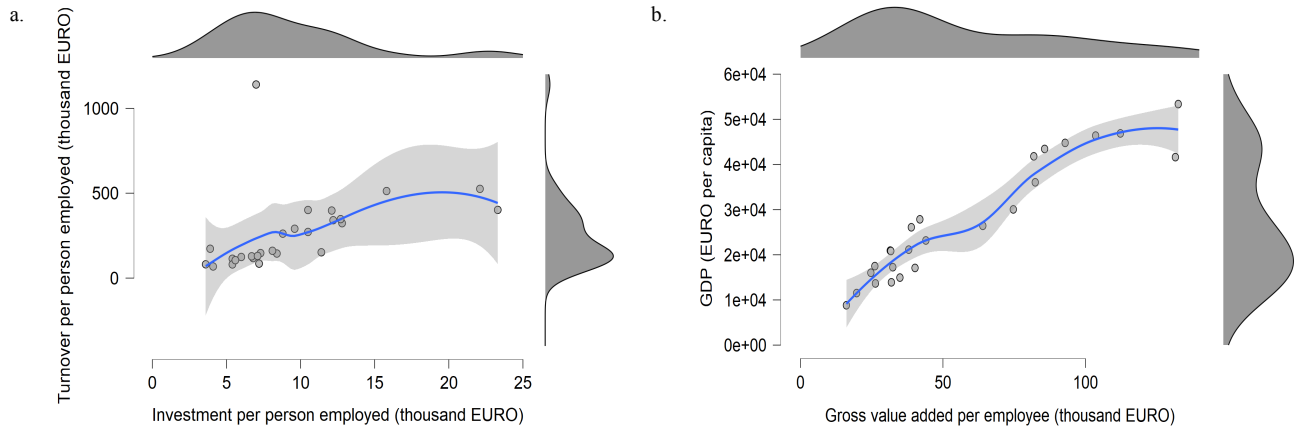 a.
Turnover per person employed (thousand EURO)
1000
500
0
0 5 10 15 20 25
Investment per person employed (thousand EURO)
b.
GDP (EURO per capita)
6e+04
5e+04
4e+04
3e+04
2e+04
1e+04
0e+00
0 50 100
Gross value added per employee (thousand EURO)